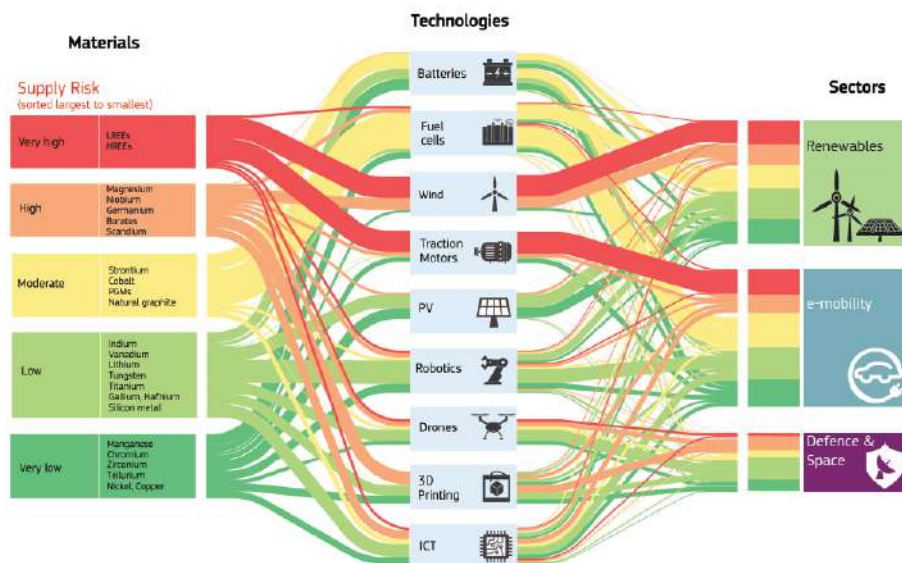 Technologies
Materials
Supply Risk
(sorted largest to smallest)
Sectors
Very high
LREEs
HREEs
High
Magnesium
Niobium
Germanium
Borates
Scandium
Moderate
Strontium
Cobalt
PGMs
Natural graphite
Low
Indium
Vanadium
Lithium
Tungsten
Titanium
Gallium, Hafnium
Silicon metal
Very low
Manganese
Chromium
Zirconium
Tellurium
Nickel, Copper
Batteries
Fuel
cells
Wind
Traction
Motors
PV
Robotics
Drones
3D
Printing
ICT
Renewables
e-mobility
Defence &
Space